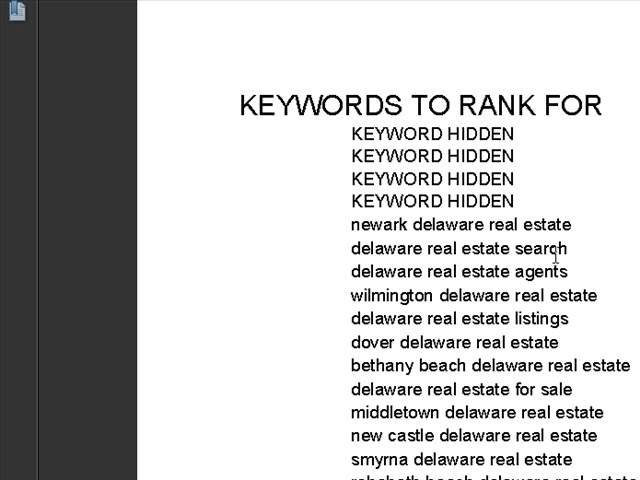 KEYWORDS TO RANK FOR
KEYWORD HIDDEN
KEYWORD HIDDEN
KEYWORD HIDDEN
KEYWORD HIDDEN
newark delaware real estate
delaware real estate search
delaware real estate agents
wilmington delaware real estate
delaware real estate listings
dover delaware real estate
bethany beach delaware real estate
delaware real estate for sale
middletown delaware real estate
new castle delaware real estate
smyrna delaware real estate